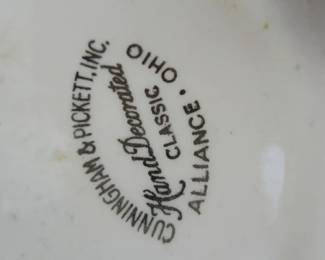 CUNNINGHAM & PICKETT, INC.
Hand Decorated
CLASSIC
ALLIANCE • OHIO